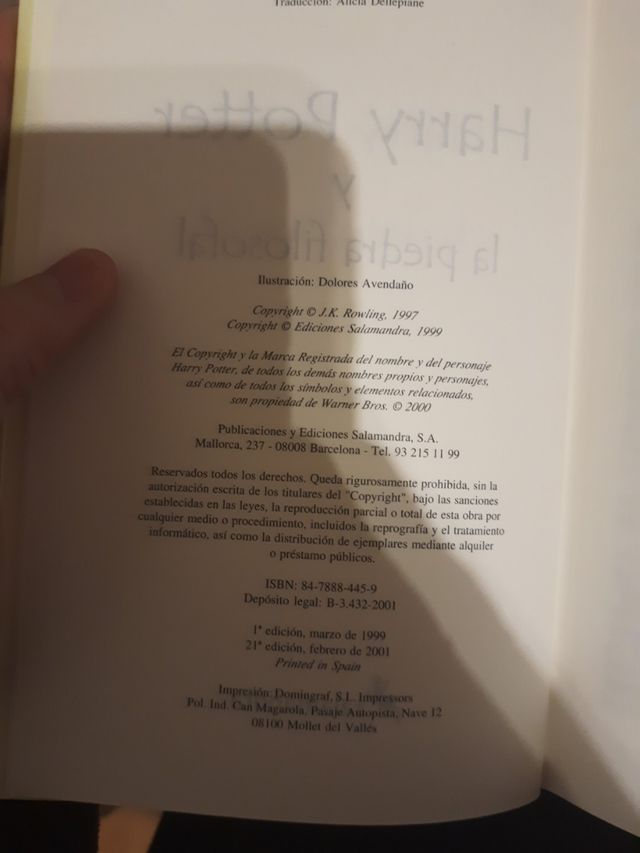 Traducción: Alicia Dellepiane
Harry Potter
y
la piedra filosofal
Ilustración: Dolores Avendaño
Copyright © J.K. Rowling, 1997
Copyright © Ediciones Salamandra, 1999
El Copyright y la Marca Registrada del nombre y del personaje
Harry Potter, de todos los demás nombres propios y personajes,
así como de todos los símbolos y elementos relacionados,
son propiedad de Warner Bros. © 2000
Publicaciones y Ediciones Salamandra, S.A.
Mallorca, 237 - 08008 Barcelona - Tel. 93 215 11 99
Reservados todos los derechos. Queda rigurosamente prohibida, sin la
autorización escrita de los titulares del "Copyright", bajo las sanciones
establecidas en las leyes, la reproducción parcial o total de esta obra por
cualquier medio o procedimiento, incluidos la reprografía y el tratamiento
informático, así como la distribución de ejemplares mediante alquiler
o préstamo públicos.
ISBN: 84-7888-445-9
Depósito legal: B-3.432-2001
1ª edición, marzo de 1999
21ª edición, febrero de 2001
Printed in Spain
Impresión: Domingraf, S.L. Impressors
Pol. Ind. Can Magarola, Pasaje Autopista, Nave 12
08100 Mollet del Vallés